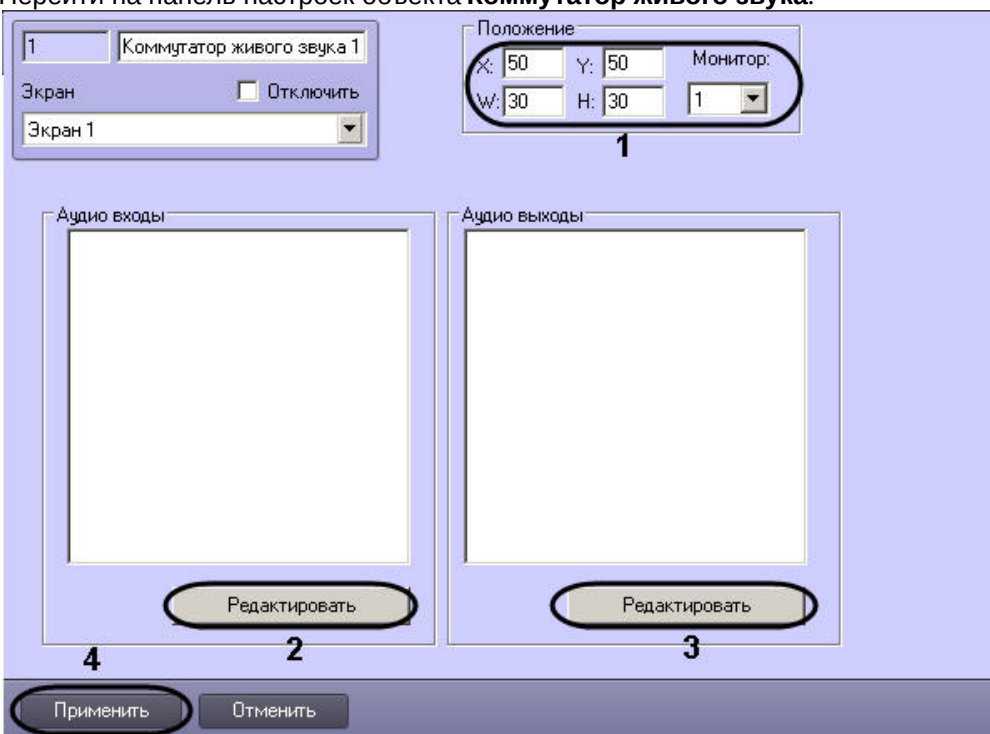 Перейти на панель настроек объекта Коммутатор живого звука.
1 Коммутатор живого звука 1
Экран Отключить
Экран 1
Положение
X: 50 Y: 50 Монитор:
W: 30 H: 30 1
1
Аудио входы Аудио выходы
Редактировать Редактировать
2 3
4
Применить Отменить